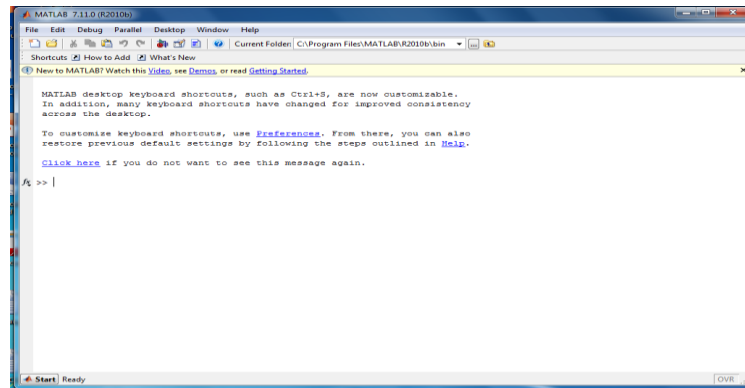 MATLAB 7.11.0 (R2010b)
File Edit Debug Parallel Desktop Window Help
Current Folder: C:\Program Files\MATLAB\R2010b\bin
Shortcuts How to Add What's New
New to MATLAB? Watch this Video, see Demos, or read Getting Started.
MATLAB desktop keyboard shortcuts, such as Ctrl+S, are now customizable.
In addition, many keyboard shortcuts have changed for improved consistency
across the desktop.
To customize keyboard shortcuts, use Preferences. From there, you can also
restore previous default settings by following the steps outlined in Help.
Click here if you do not want to see this message again.
fx >>
Start Ready
OVR